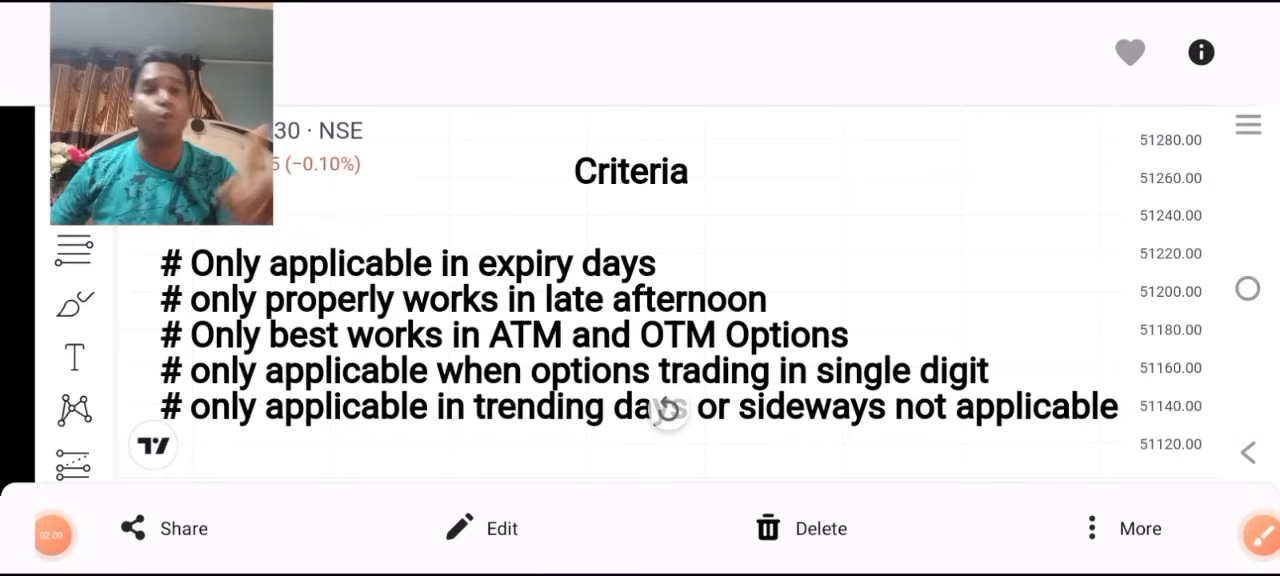 30 · NSE
5 (−0.10%)
Criteria
# Only applicable in expiry days
# only properly works in late afternoon
# Only best works in ATM and OTM Options
# only applicable when options trading in single digit
# only applicable in trending days or sideways not applicable
51280.00
51260.00
51240.00
51220.00
51200.00
51180.00
51160.00
51140.00
51120.00
T
02:09
Share
Edit
Delete
More